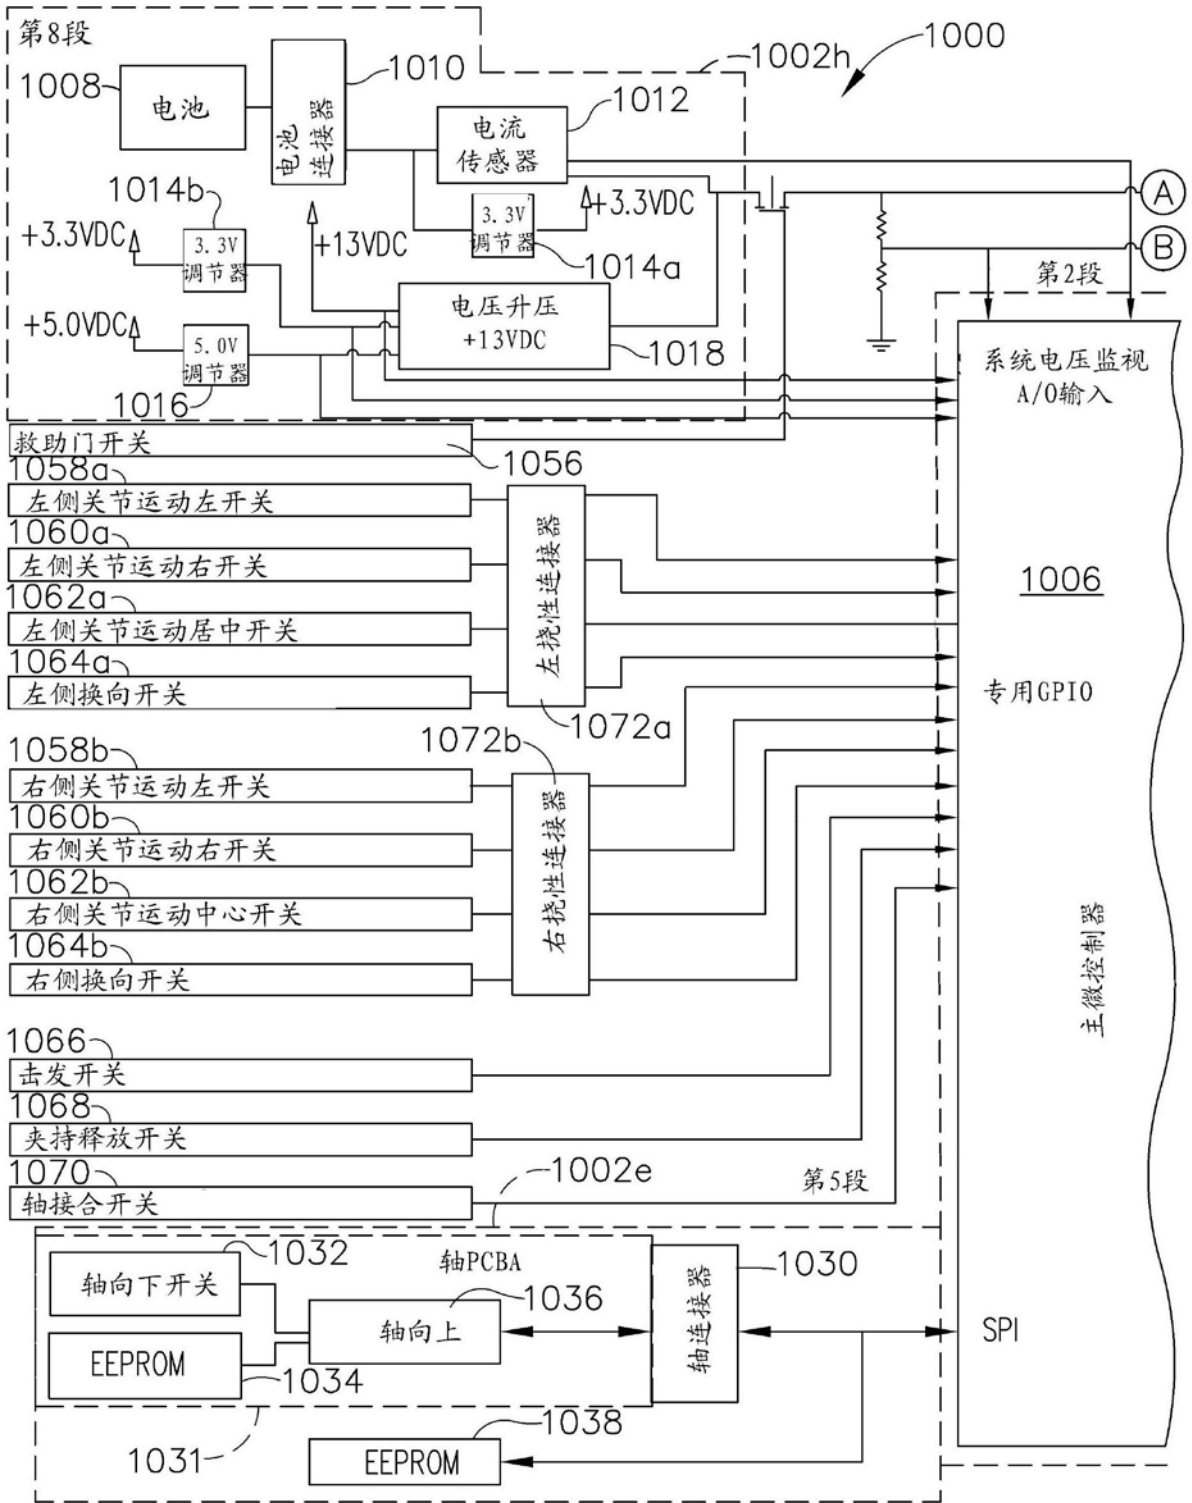 第8段
1008
电池
1010
电池
连接器
1002h
1000
1012
电流
传感器
1014b
+3.3VDC
3.3V
调节器
+13VDC
3.3V
调节器
+3.3VDC
1014a
A
B
第2段
+5.0VDC
5.0V
调节器
1016
电压升压
+13VDC
1018
系统电压监视
A/O输入
救助门开关
1056
1058a
左侧关节运动左开关
1060a
左侧关节运动右开关
1062a
左侧关节运动居中开关
1064a
左侧换向开关
左挠性连接器
1072a
1006
专用GPIO
1058b
右侧关节运动左开关
1060b
右侧关节运动右开关
1062b
右侧关节运动中心开关
1064b
右侧换向开关
1072b
右挠性连接器
主微控制器
1066
击发开关
1068
夹持释放开关
1070
轴接合开关
1002e
第5段
1032
轴向下开关
轴PCBA
1036
轴向上
EEPROM
1034
1030
轴连接器
SPI
1031
1038
EEPROM